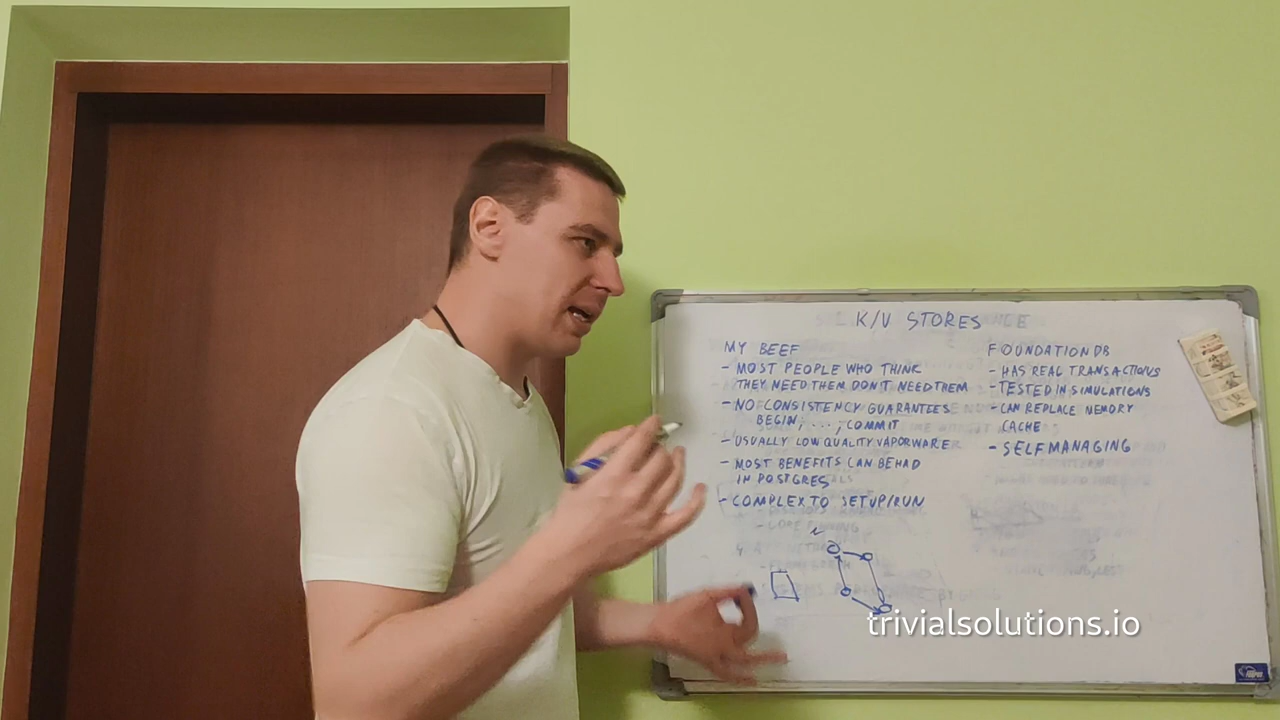 K/V STORES
MY BEEF
- MOST PEOPLE WHO THINK
THEY NEED THEM DON'T NEED THEM
- NO CONSISTENCY GUARANTEES
BEGIN; ...; COMMIT
- USUALLY LOW QUALITY VAPORWARE
- MOST BENEFITS CAN BE HAD
IN POSTGRES
- COMPLEX TO SETUP/RUN
FOUNDATIONDB
- HAS REAL TRANSACTIONS
- TESTED IN SIMULATIONS
- CAN REPLACE MEMORY
CACHE
- SELF MANAGING
trivialsolutions.io